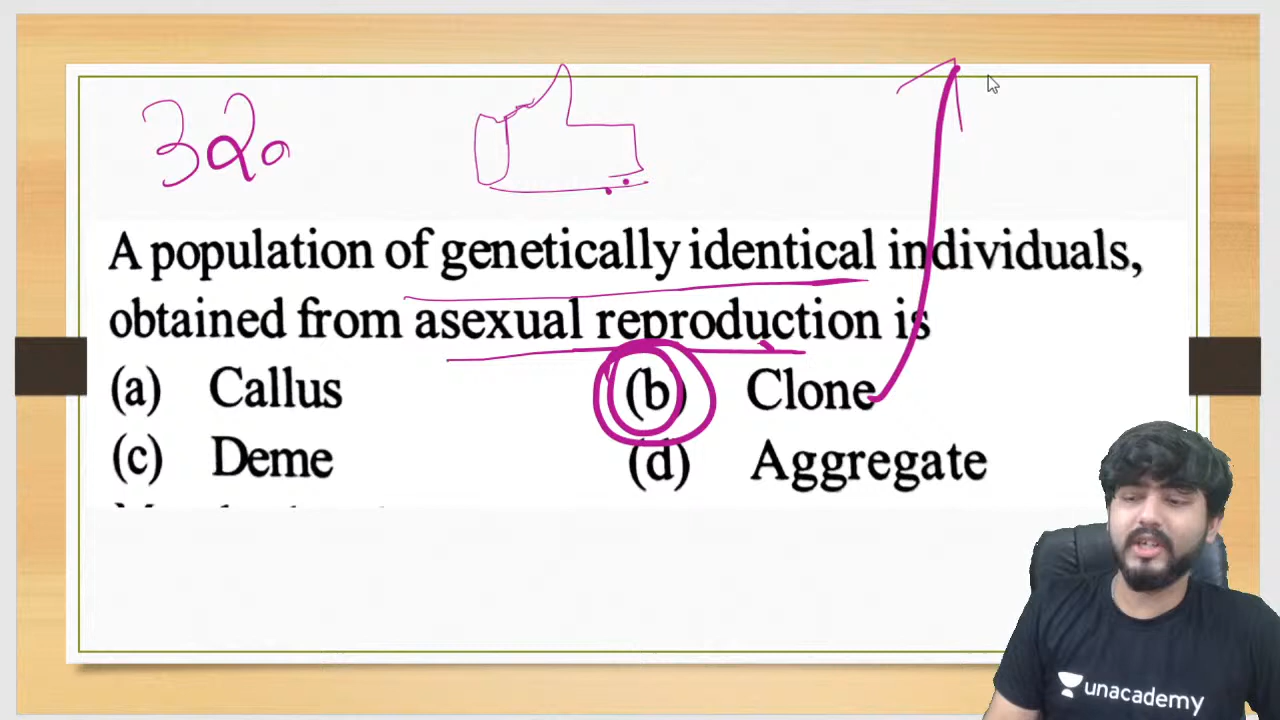 320
A population of genetically identical individuals,
obtained from asexual reproduction is
(a) Callus (b) Clone
(c) Deme (d) Aggregate
unacademy